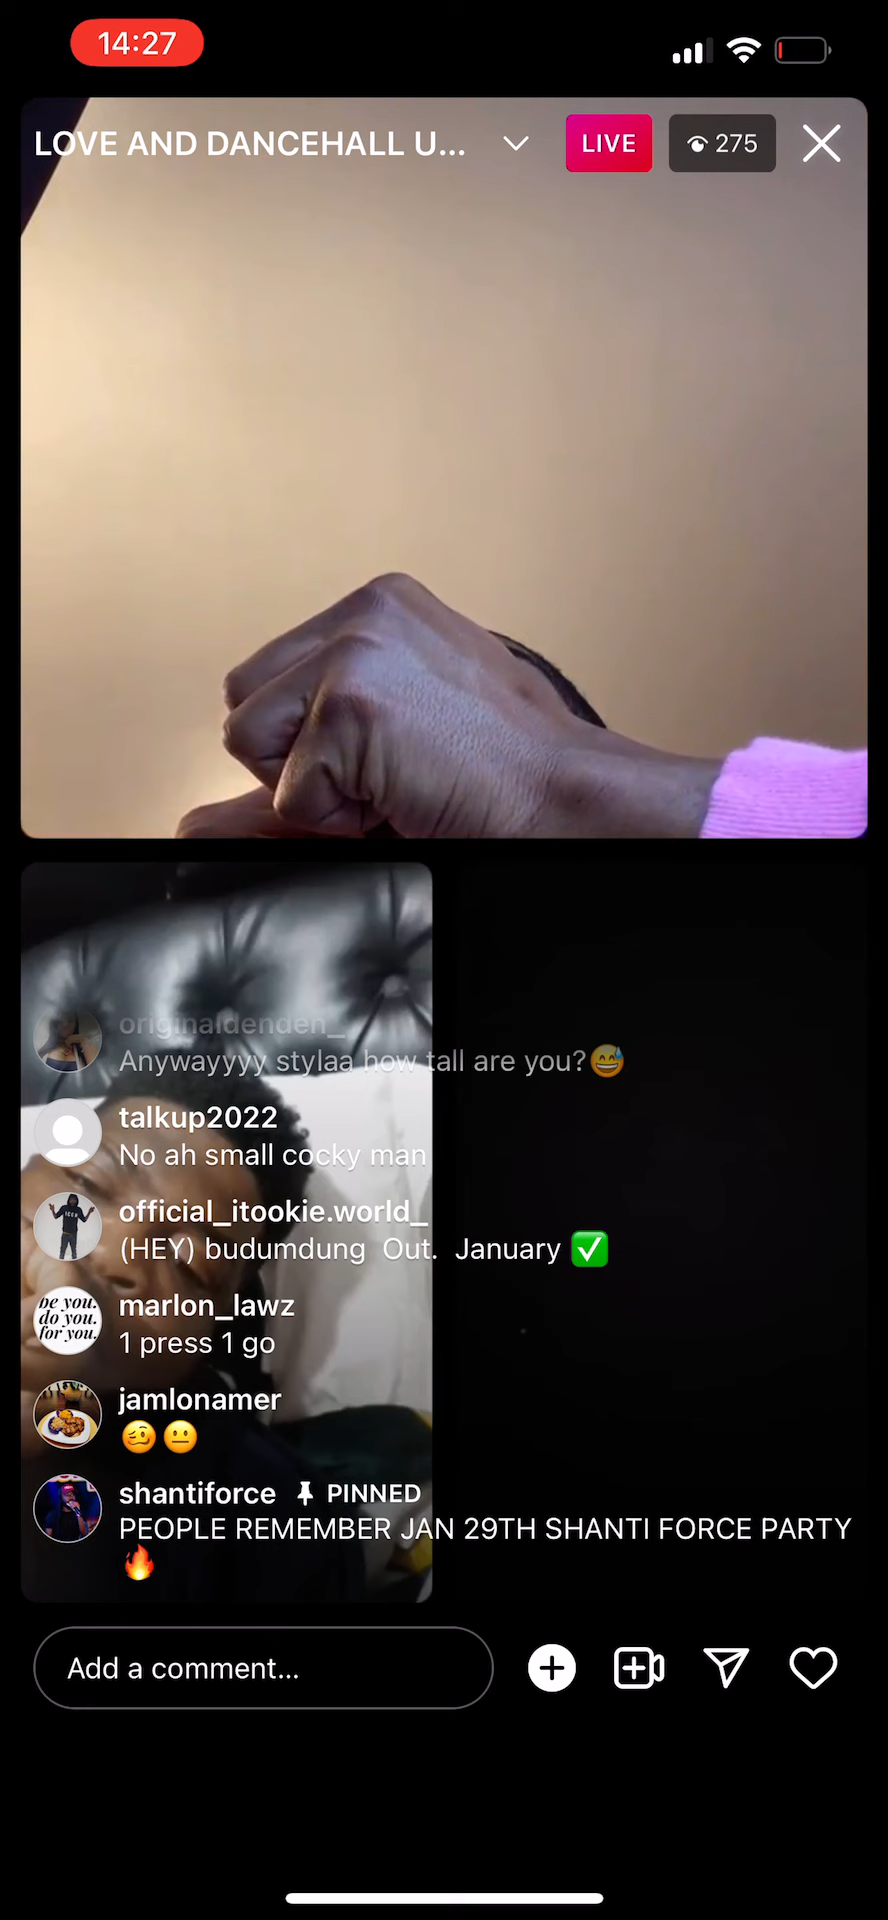 14:27
LOVE AND DANCEHALL U...
LIVE
275
originaldenden_
Anywayyyy stylaa how tall are you?😅
talkup2022
No ah small cocky man
official_itookie.world_
(HEY) budumdung Out. January ✅
be you.
do you.
for you.
marlon_lawz
1 press 1 go
jamlonamer
🥴😐
shantiforce PINNED
PEOPLE REMEMBER JAN 29TH SHANTI FORCE PARTY
🔥
Add a comment...